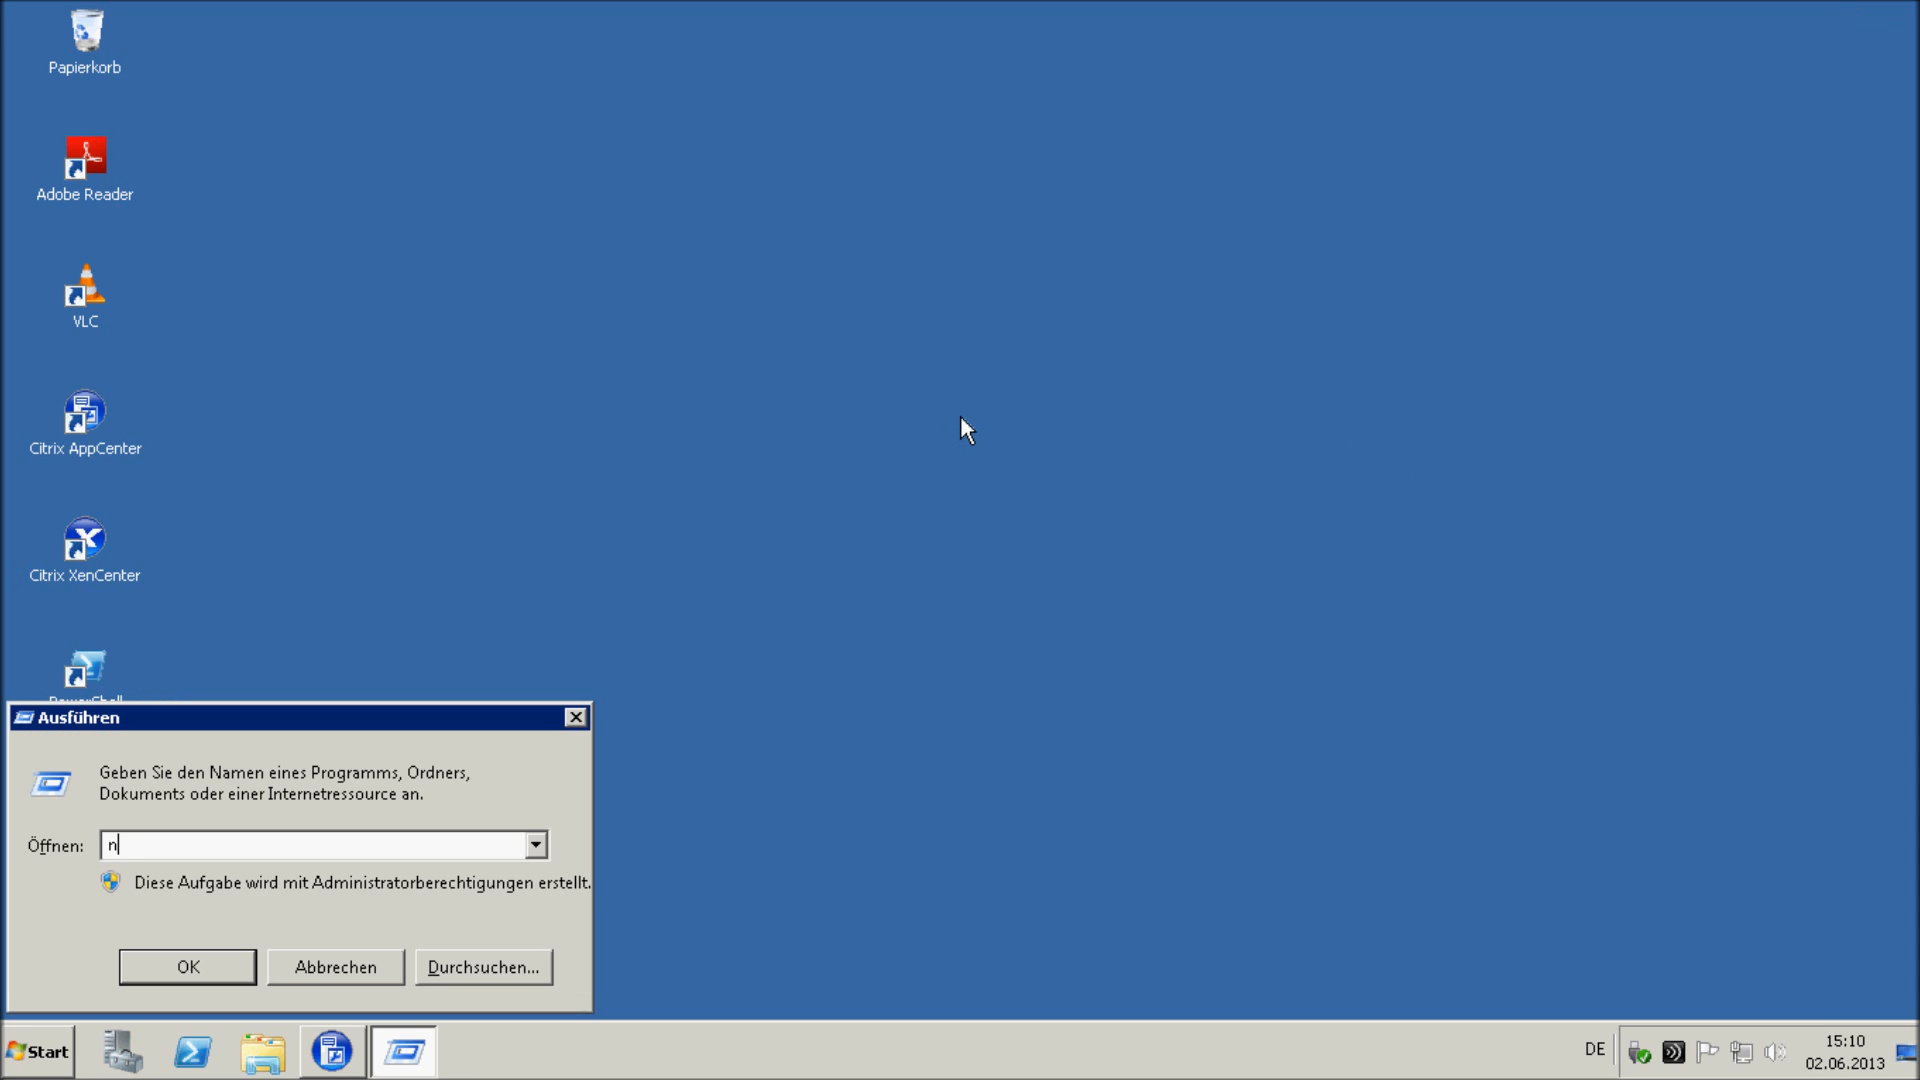 Papierkorb
Adobe Reader
VLC
Citrix AppCenter
Citrix XenCenter
PowerShell
Ausführen
Geben Sie den Namen eines Programms, Ordners,
Dokuments oder einer Internetressource an.
Öffnen: n
Diese Aufgabe wird mit Administratorberechtigungen erstellt.
OK Abbrechen Durchsuchen...
Start DE 15:10
02.06.2013